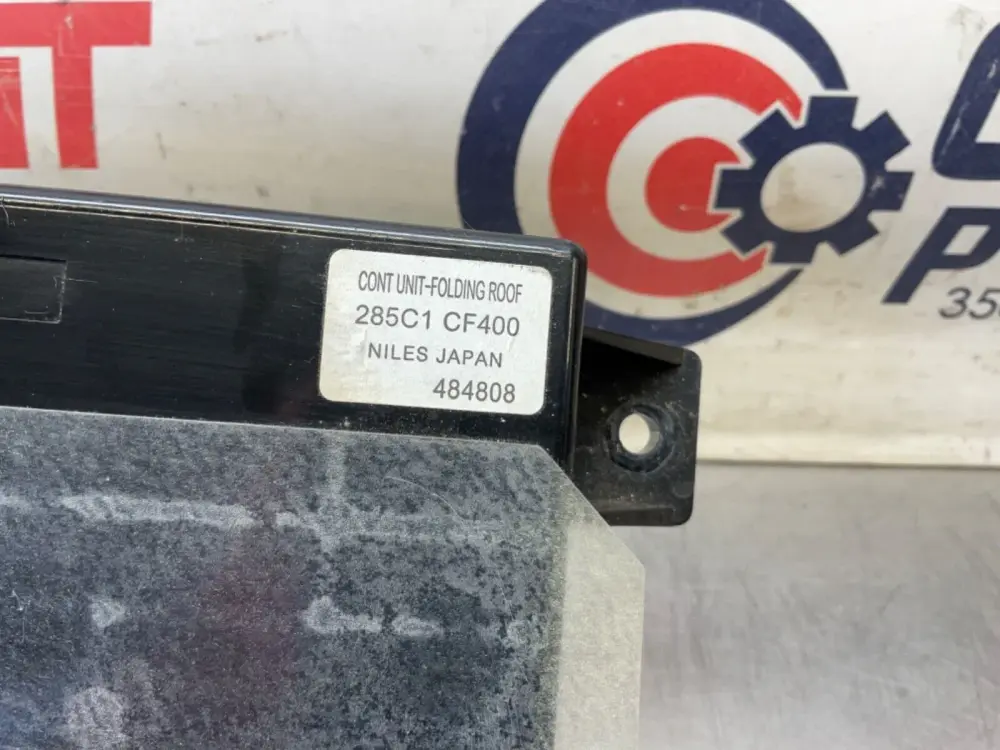 CONT UNIT-FOLDING ROOF
285C1 CF400
NILES JAPAN
484808